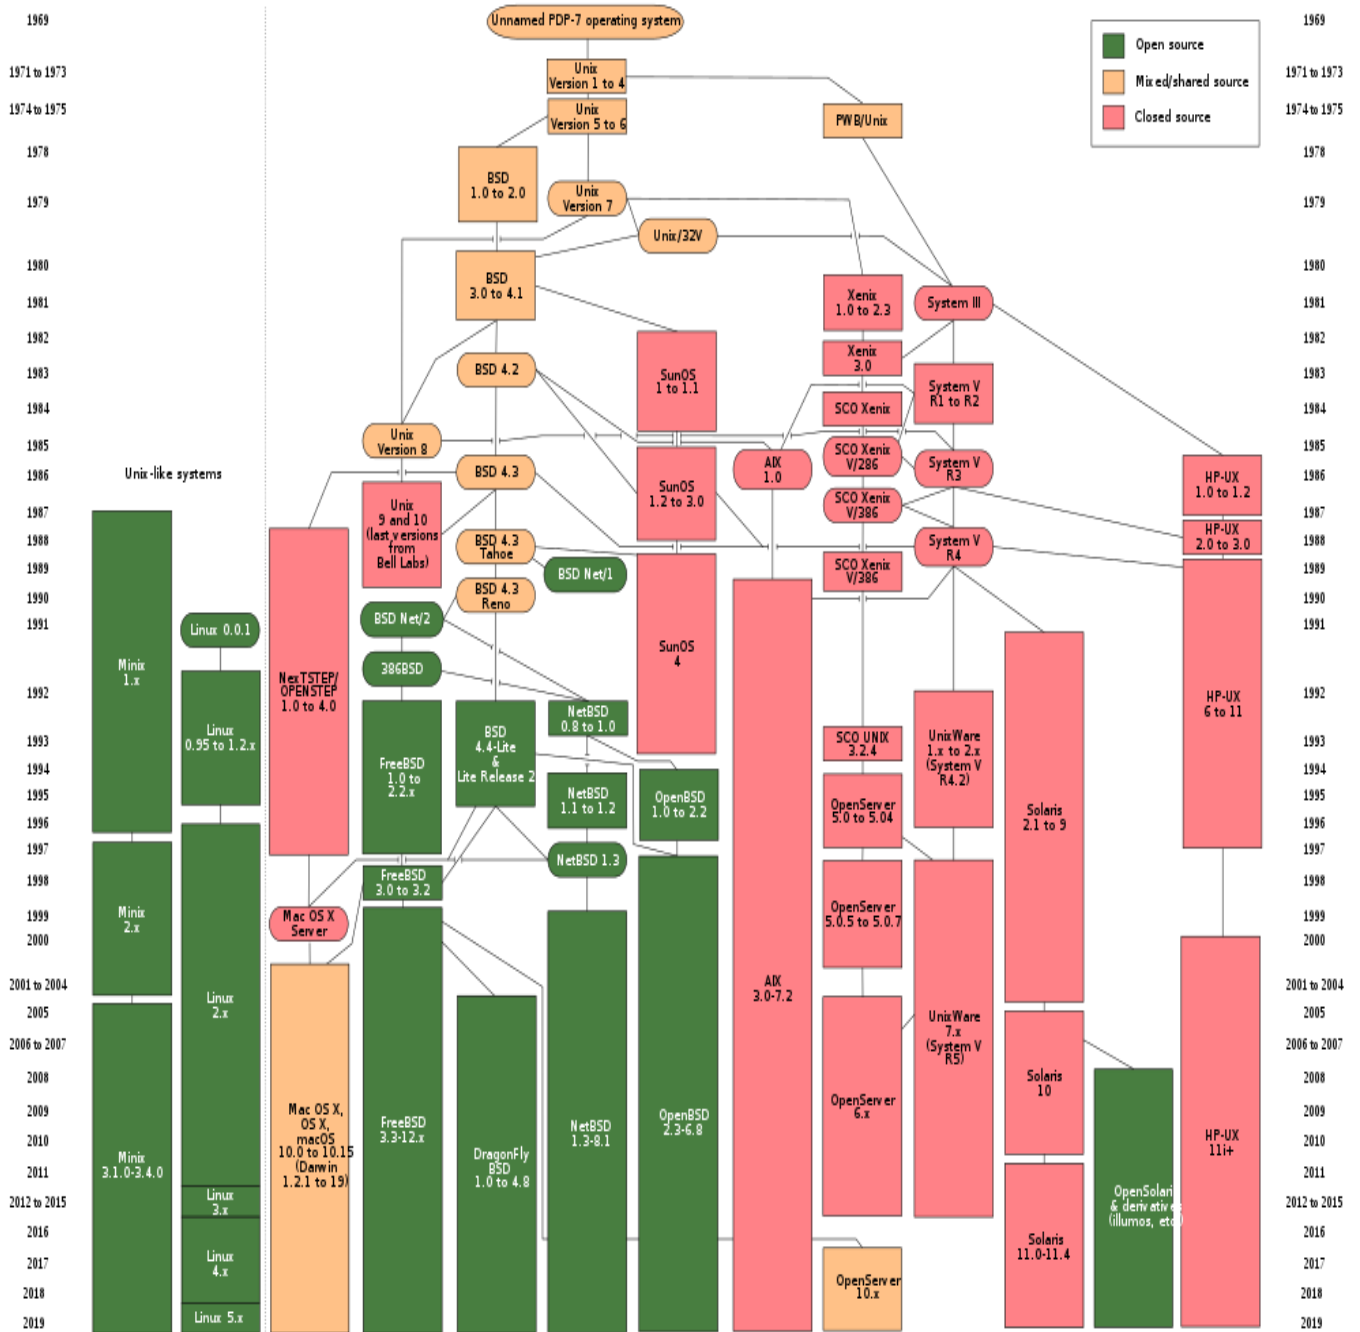 1969
Unnamed PDP-7 operating system
1969
Open source
Mixed/shared source
Closed source
1971 to 1973
Unix
Version 1 to 4
1971 to 1973
1974 to 1975
Unix
Version 5 to 6
PWB/Unix
1974 to 1975
1978
1978
BSD
1.0 to 2.0
1979
Unix
Version 7
1979
Unix/32V
1980
BSD
3.0 to 4.1
1980
1981
Xenix
1.0 to 2.3
System III
1981
1982
Xenix
3.0
1982
1983
BSD 4.2
SunOS
1 to 1.1
System V
R1 to R2
1983
1984
SCO Xenix
1984
1985
Unix
Version 8
SCO Xenix
V/286
1985
Unix-like systems
1986
BSD 4.3
AIX
1.0
System V
R3
1986
SunOS
1.2 to 3.0
HP-UX
1.0 to 1.2
1987
Unix
9 and 10
(last versions
from
Bell Labs)
SCO Xenix
V/386
1987
1988
BSD 4.3
Tahoe
System V
R4
HP-UX
2.0 to 3.0
1988
1989
BSD Net/1
SCO Xenix
V/386
1989
1990
BSD 4.3
Reno
1990
1991
Linux 0.0.1
BSD Net/2
1991
Minix
1.x
386BSD
SunOS
4
NexTSTEP/
OPENSTEP
1.0 to 4.0
1992
HP-UX
6 to 11
1992
Linux
0.95 to 1.2.x
BSD
4.4-Lite
&
Lite Release 2
NetBSD
0.8 to 1.0
1993
SCO UNIX
3.2.4
UnixWare
1.x to 2.x
(System V
R4.2)
1993
FreeBSD
1.0 to
2.2.x
1994
1994
1995
NetBSD
1.1 to 1.2
OpenBSD
1.0 to 2.2
OpenServer
5.0 to 5.04
Solaris
2.1 to 9
1995
1996
1996
1997
NetBSD 1.3
1997
1998
FreeBSD
3.0 to 3.2
1998
Minix
2.x
1999
Mac OS X
Server
OpenServer
5.0.5 to 5.0.7
1999
2000
2000
2001 to 2004
Linux
2.x
AIX
3.0-7.2
2001 to 2004
2005
UnixWare
7.x
(System V
R5)
2005
2006 to 2007
2006 to 2007
2008
Solaris
10
2008
2009
Mac OS X,
OS X,
macOS
10.0 to 10.15
(Darwin
1.2.1 to 19)
FreeBSD
3.3-12.x
NetBSD
1.3-8.1
OpenBSD
2.3-6.8
OpenServer
6.x
2009
2010
2010
Minix
3.1.0-3.4.0
DragonFly
BSD
1.0 to 4.8
HP-UX
11i+
2011
2011
2012 to 2015
Linux
3.x
OpenSolari
& derivatives
(illumos, etc.)
2012 to 2015
2016
2016
Solaris
11.0-11.4
2017
Linux
4.x
2017
2018
OpenServer
10.x
2018
2019
Linux 5.x
2019